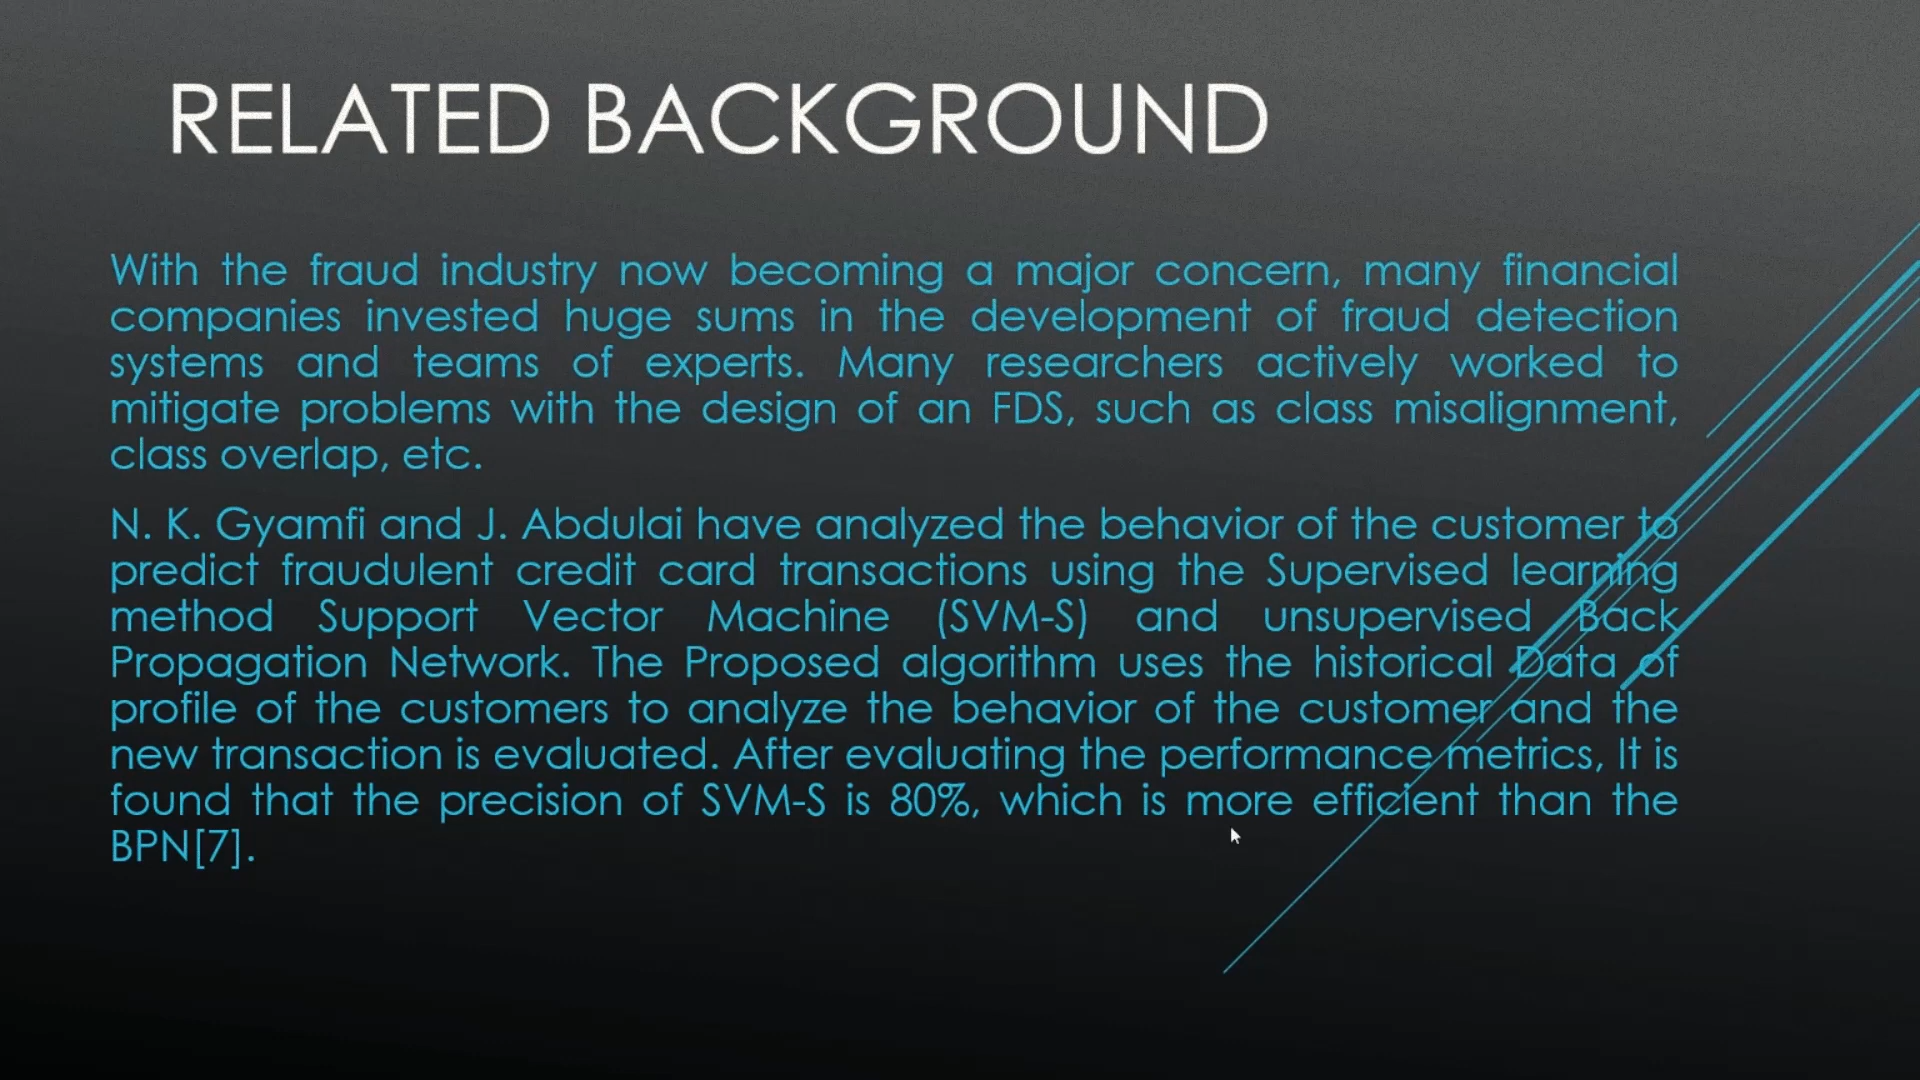 RELATED BACKGROUND
With the fraud industry now becoming a major concern, many financial
companies invested huge sums in the development of fraud detection
systems and teams of experts. Many researchers actively worked to
mitigate problems with the design of an FDS, such as class misalignment,
class overlap, etc.
N. K. Gyamfi and J. Abdulai have analyzed the behavior of the customer to
predict fraudulent credit card transactions using the Supervised learning
method Support Vector Machine (SVM-S) and unsupervised Back
Propagation Network. The Proposed algorithm uses the historical Data of
profile of the customers to analyze the behavior of the customer and the
new transaction is evaluated. After evaluating the performance metrics, It is
found that the precision of SVM-S is 80%, which is more efficient than the
BPN[7].